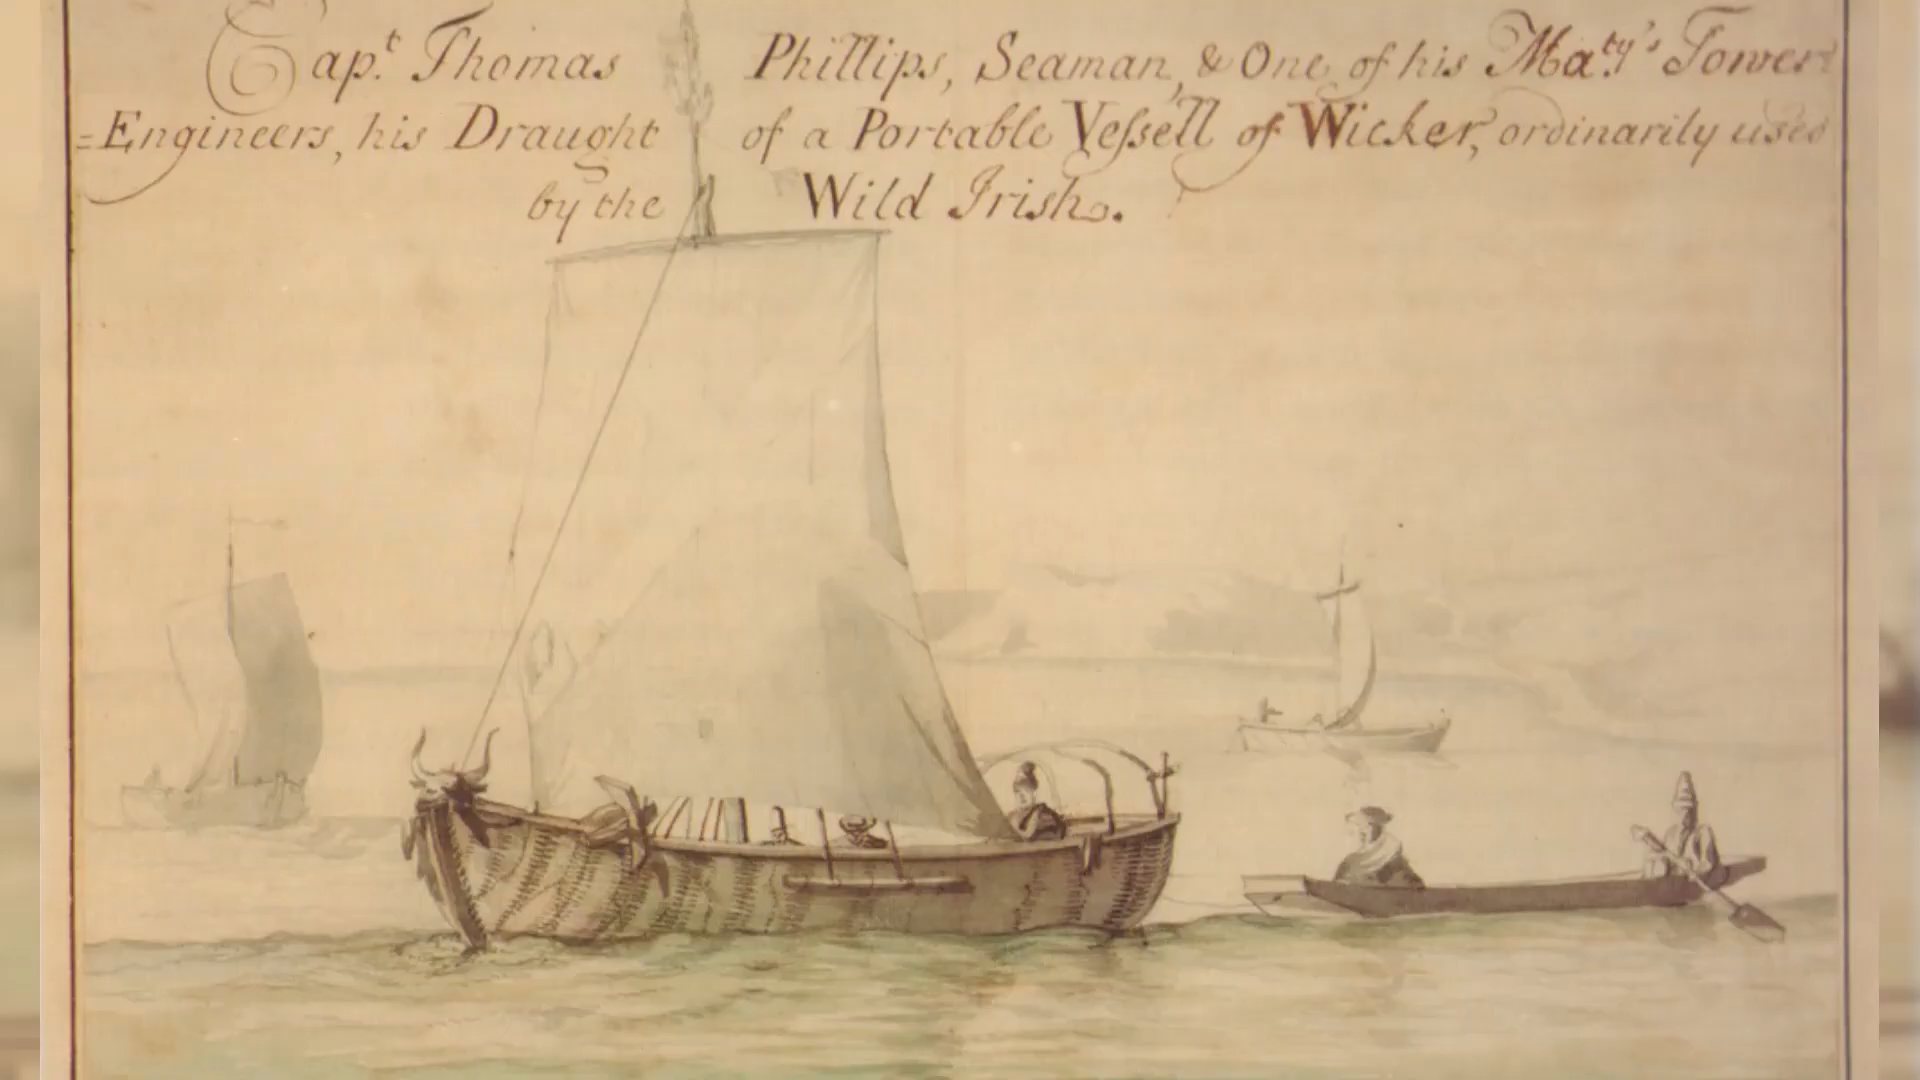 Capt. Thomas Phillips, Seaman, & One of his Maty's Tower
=Engineers, his Draught of a Portable Veſsell of Wicker, ordinarily used
by the Wild Irish.